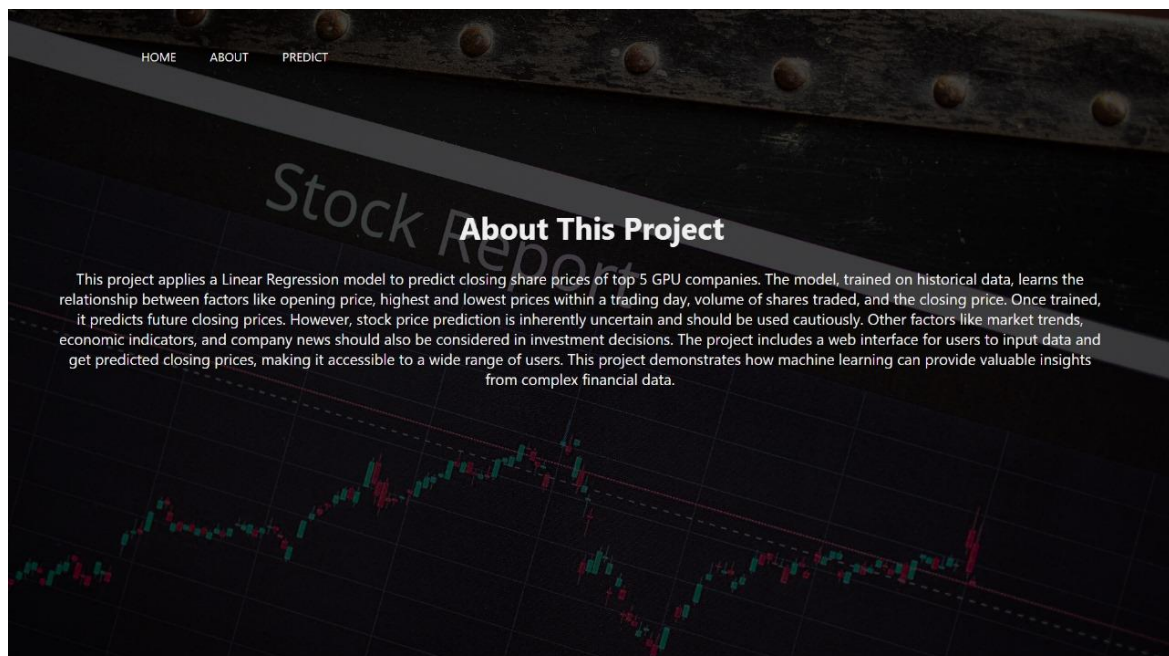 HOME ABOUT PREDICT
Stock Report
About This Project
This project applies a Linear Regression model to predict closing share prices of top 5 GPU companies. The model, trained on historical data, learns the
relationship between factors like opening price, highest and lowest prices within a trading day, volume of shares traded, and the closing price. Once trained,
it predicts future closing prices. However, stock price prediction is inherently uncertain and should be used cautiously. Other factors like market trends,
economic indicators, and company news should also be considered in investment decisions. The project includes a web interface for users to input data and
get predicted closing prices, making it accessible to a wide range of users. This project demonstrates how machine learning can provide valuable insights
from complex financial data.